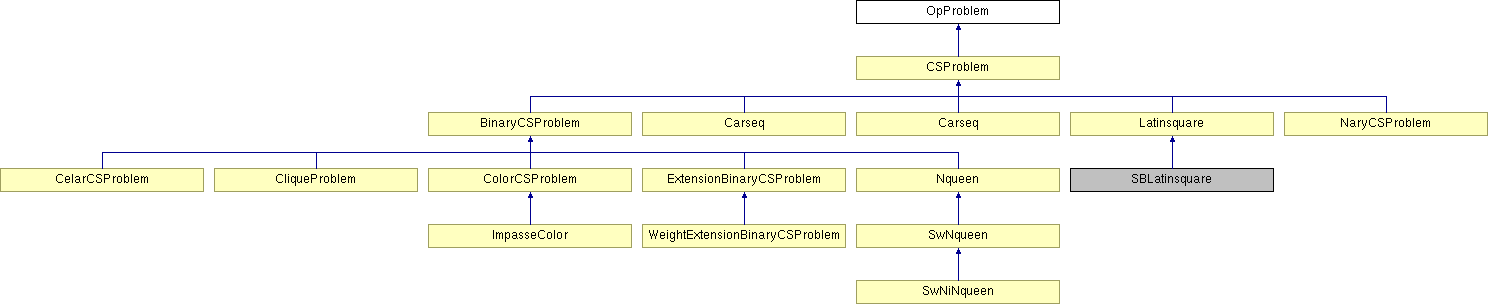 OpProblem
CSProblem
BinaryCSProblem
Carseq
Carseq
Latinsquare
NaryCSProblem
CelarCSProblem
CliqueProblem
ColorCSProblem
ExtensionBinaryCSProblem
Nqueen
SBLatinsquare
ImpasseColor
WeightExtensionBinaryCSProblem
SwNqueen
SwNiNqueen